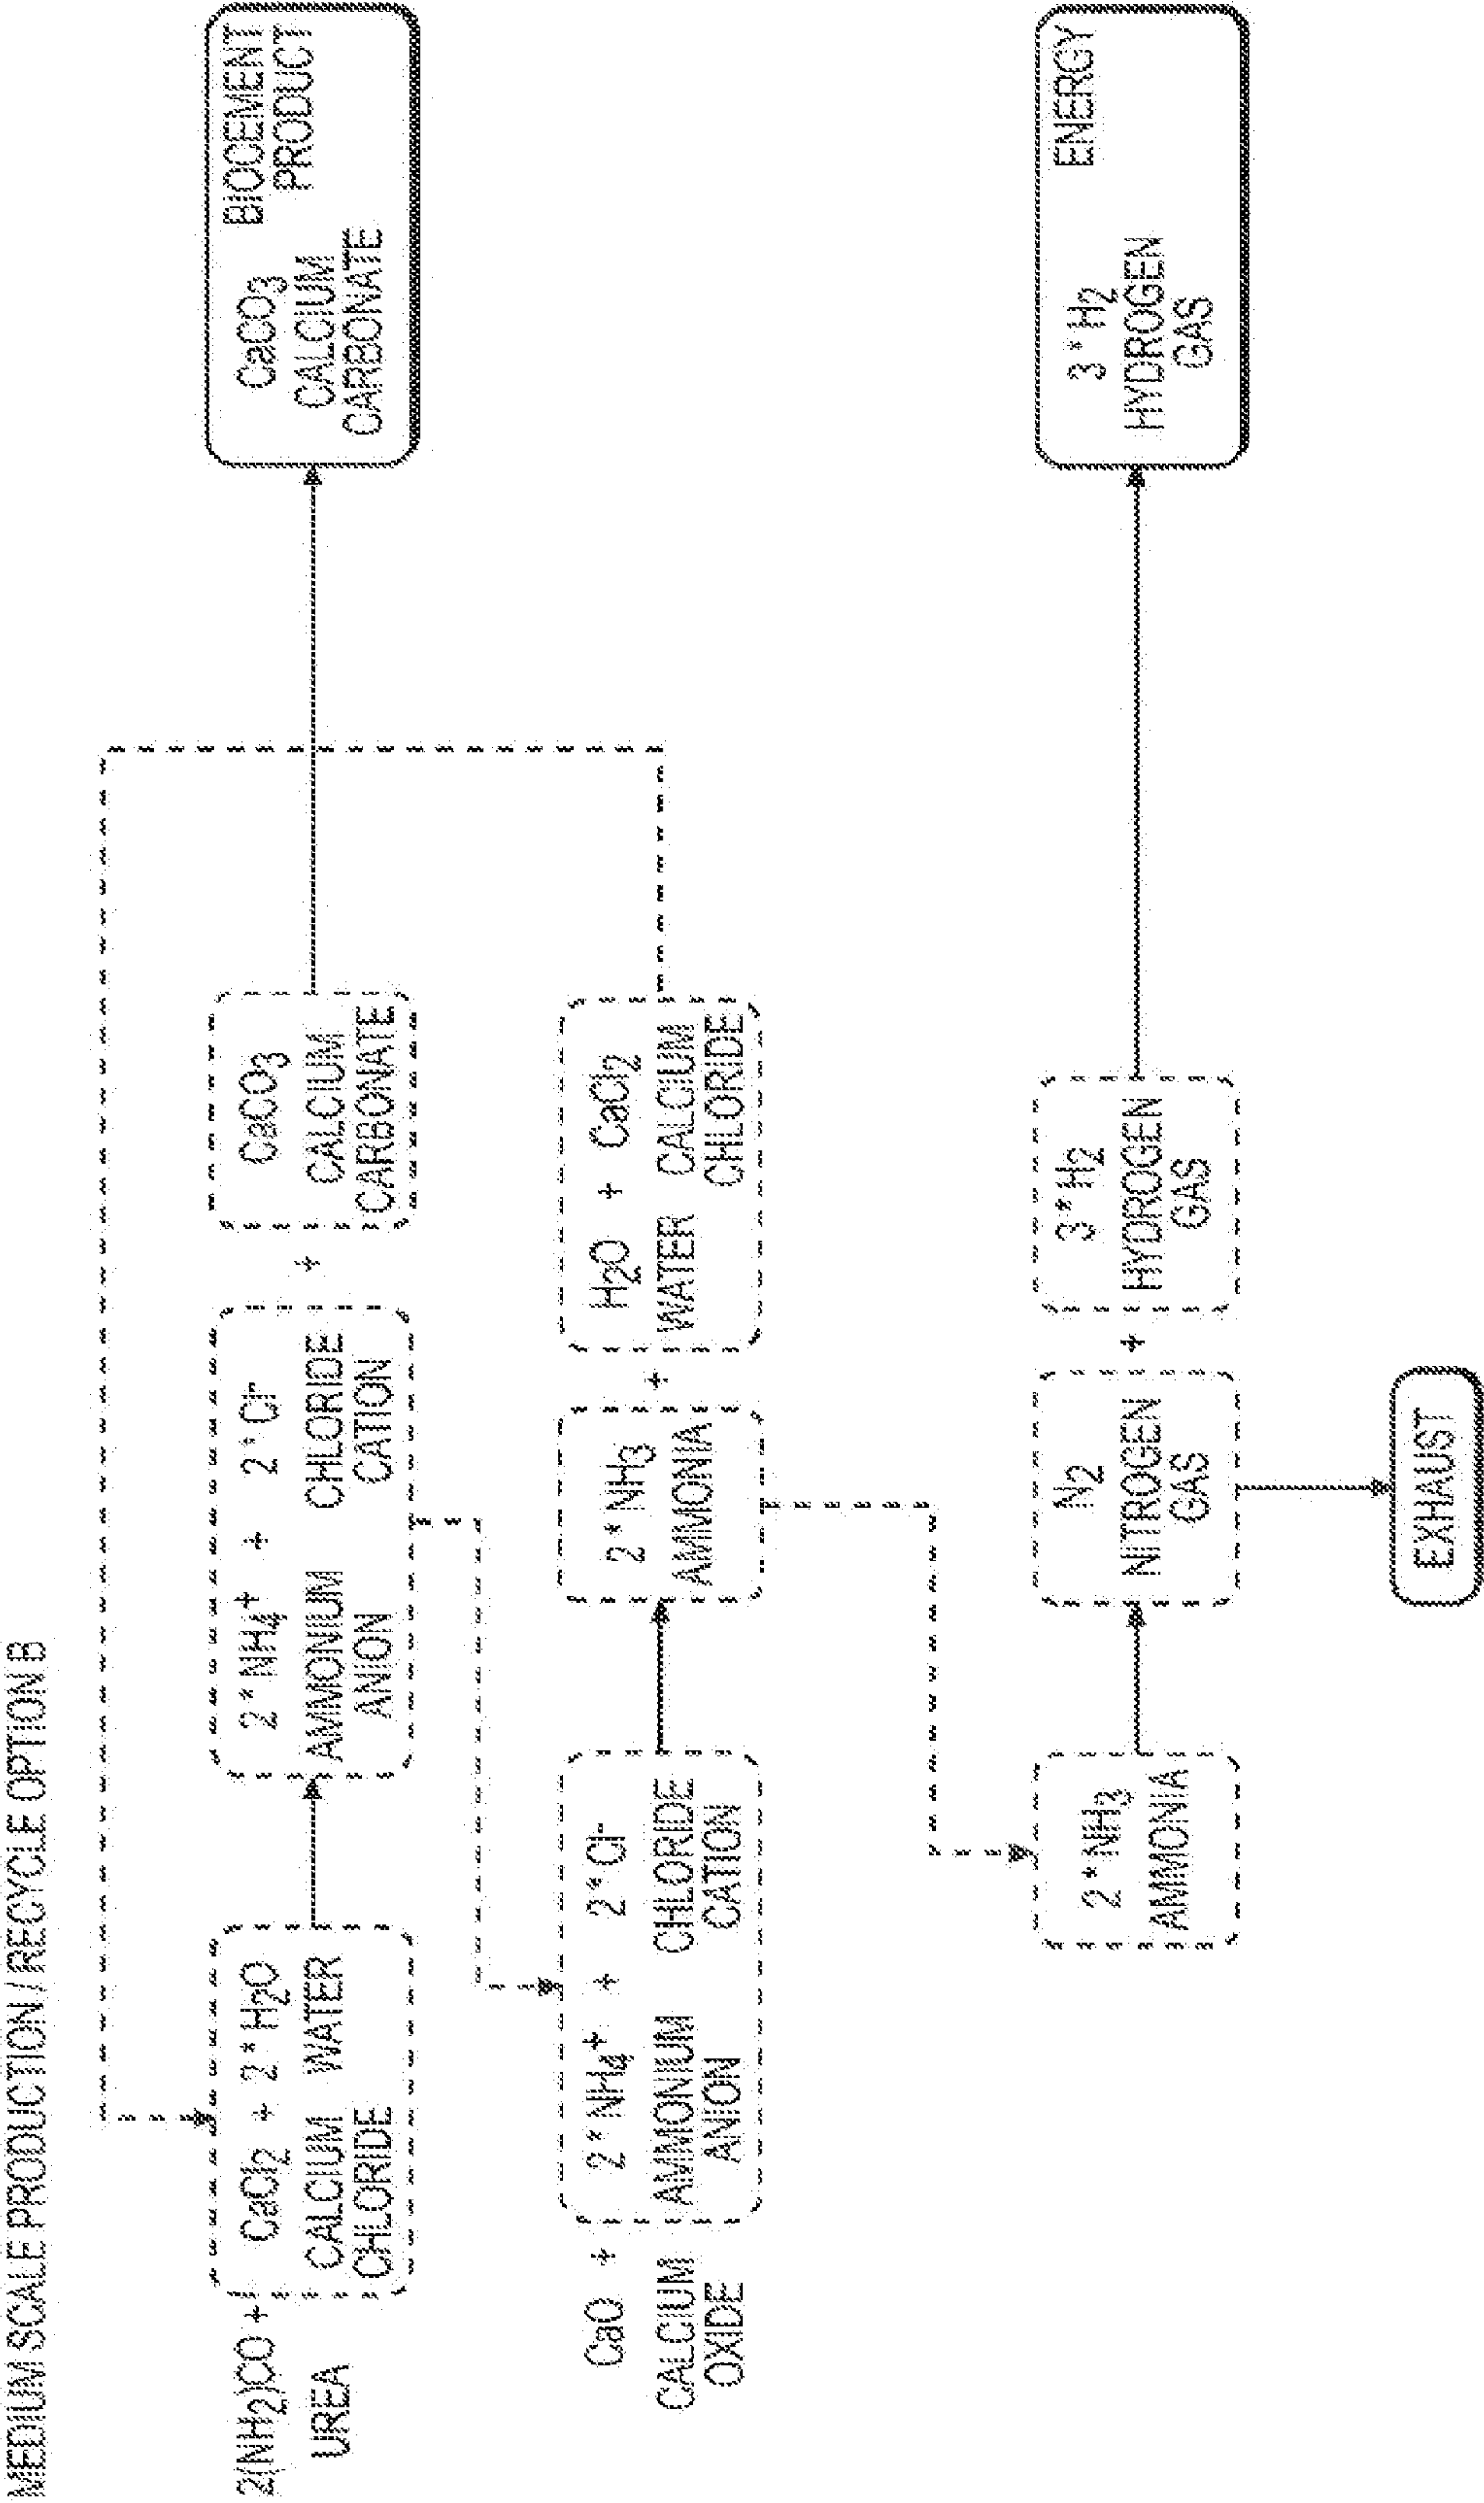 MEDIUM SCALE PRODUCTION / RECYCLE OPTION B
2(NH2)CO + CaCl2 + 2*H2O
UREA
CALCIUM CHLORIDE
WATER
2*NH4+ + 2*Cl-
AMMONIUM ANION
CHLORIDE CATION
+
CaCO3
CALCIUM
CARBONATE
BIOCEMENT
PRODUCT
CaCO3
CALCIUM
CARBONATE
CaO + 2*NH4+ + 2*Cl-
CALCIUM OXIDE
AMMONIUM ANION
CHLORIDE CATION
2*NH3
AMMONIA
+
H2O + CaCl2
WATER
CALCIUM CHLORIDE
2*NH3
AMMONIA
N2
NITROGEN
GAS
+
3*H2
HYDROGEN
GAS
ENERGY
3*H2
HYDROGEN
GAS
EXHAUST